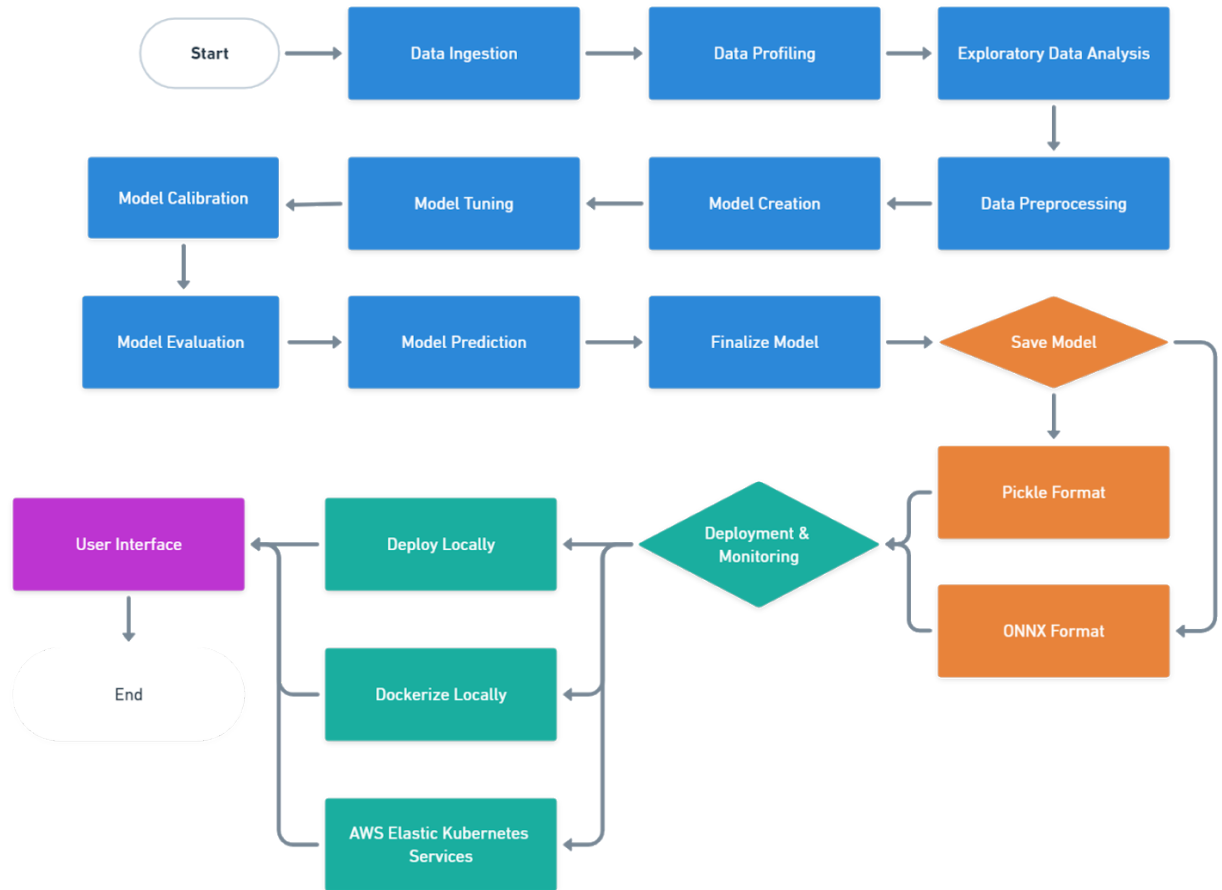 Start
Data Ingestion
Data Profiling
Exploratory Data Analysis
Model Calibration
Model Tuning
Model Creation
Data Preprocessing
Model Evaluation
Model Prediction
Finalize Model
Save Model
Pickle Format
User Interface
Deploy Locally
Deployment &
Monitoring
ONNX Format
End
Dockerize Locally
AWS Elastic Kubernetes
Services